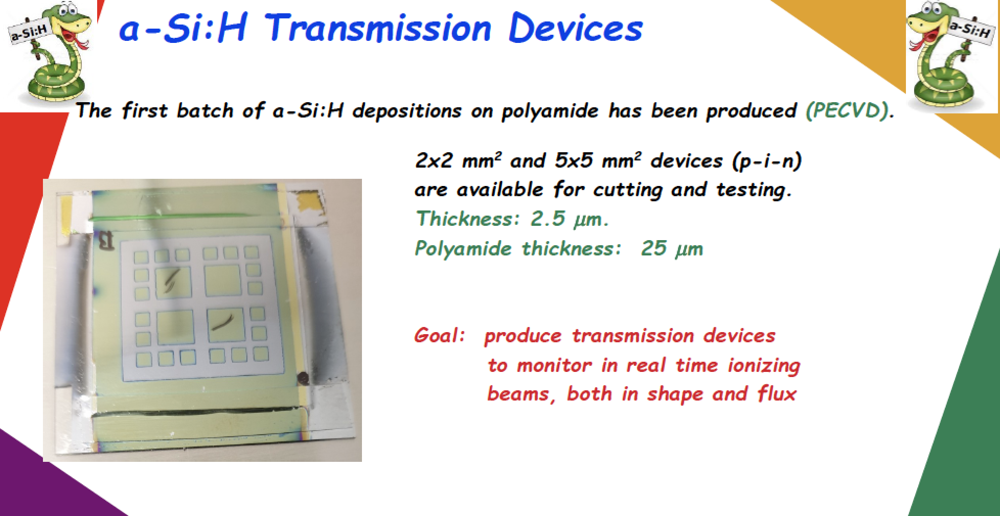 a-Si:H
a-Si:H Transmission Devices
a-Si:H
The first batch of a-Si:H depositions on polyamide has been produced (PECVD).
2x2 mm² and 5x5 mm² devices (p-i-n)
are available for cutting and testing.
Thickness: 2.5 μm.
Polyamide thickness: 25 μm
Goal: produce transmission devices
to monitor in real time ionizing
beams, both in shape and flux